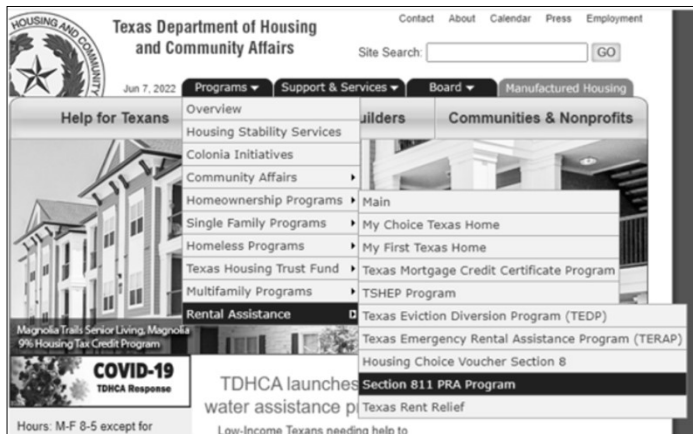 HOUSING AND COMMUNITY
Contact About Calendar Press Employment
Texas Department of Housing
and Community Affairs
Site Search: GO
Jun 7, 2022 Programs Support & Services Board Manufactured Housing
Help for Texans uilders Communities & Nonprofits
Overview
Housing Stability Services
Colonia Initiatives
Community Affairs
Homeownership Programs
Single Family Programs
Homeless Programs
Texas Housing Trust Fund
Multifamily Programs
Rental Assistance
Main
My Choice Texas Home
My First Texas Home
Texas Mortgage Credit Certificate Program
TSHEP Program
Texas Eviction Diversion Program (TEDP)
Texas Emergency Rental Assistance Program (TERAP)
Housing Choice Voucher Section 8
Section 811 PRA Program
Texas Rent Relief
Magnolia Trails Senior Living, Magnolia
9% Housing Tax Credit Program
COVID-19
TDHCA Response
TDHCA launches
water assistance p
Low-Income Texans needing help to
Hours: M-F 8-5 except for